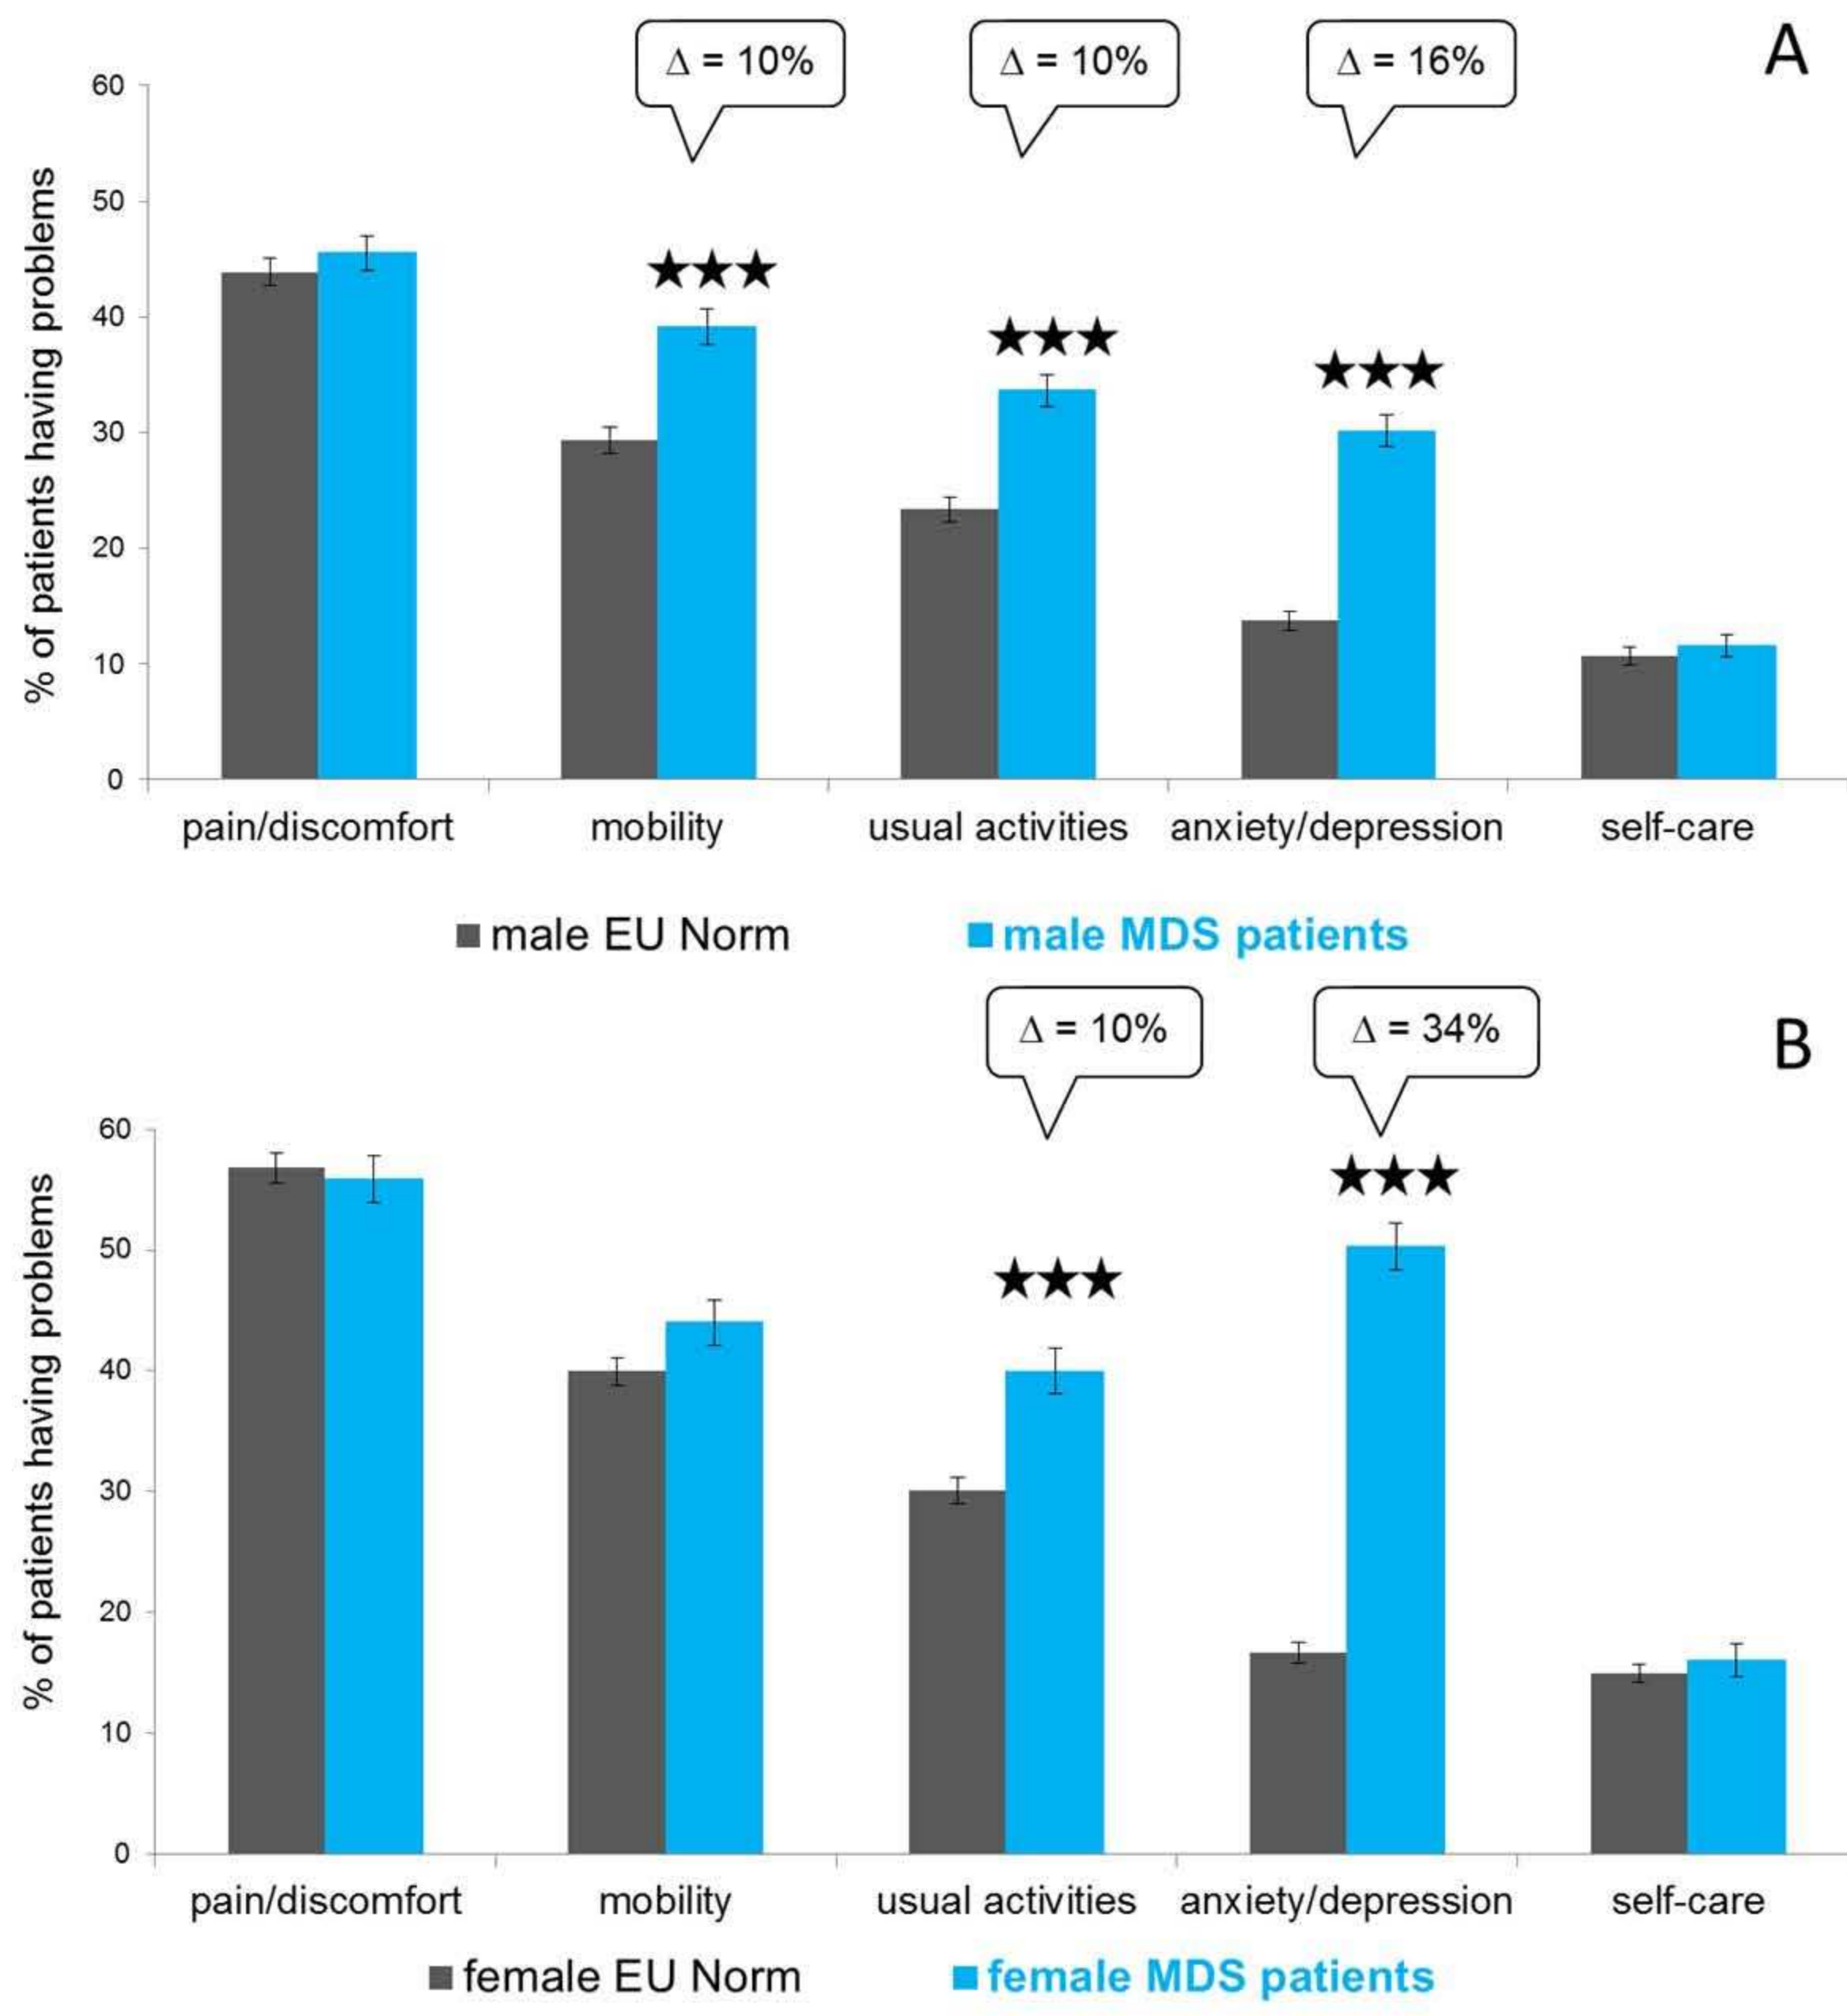 Δ = 10%
Δ = 10%
Δ = 16%
A
% of patients having problems
60
50
40
30
20
10
0
★★★
★★★
★★★
pain/discomfort
mobility
usual activities
anxiety/depression
self-care
male EU Norm
male MDS patients
Δ = 10%
Δ = 34%
B
% of patients having problems
60
50
40
30
20
10
0
★★★
★★★
pain/discomfort
mobility
usual activities
anxiety/depression
self-care
female EU Norm
female MDS patients